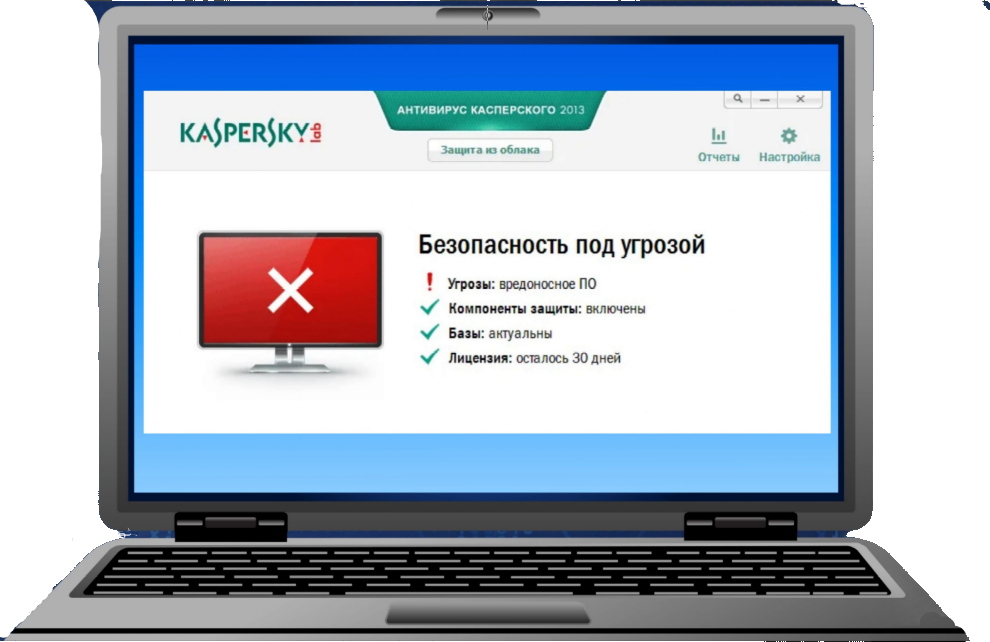 KASPERSKY lab
АНТИВИРУС КАСПЕРСКОГО 2013
Защита из облака
Отчеты
Настройка
Безопасность под угрозой
Угрозы: вредоносное ПО
Компоненты защиты: включены
Базы: актуальны
Лицензия: осталось 30 дней